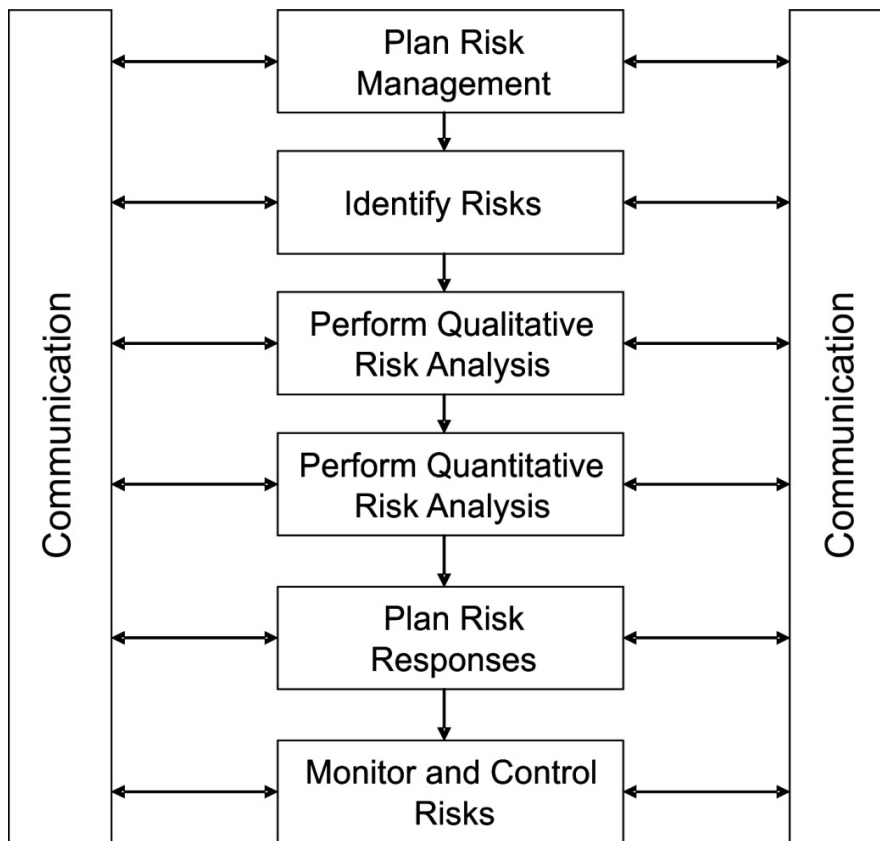 Communication
Plan Risk
Management
Identify Risks
Perform Qualitative
Risk Analysis
Perform Quantitative
Risk Analysis
Plan Risk
Responses
Monitor and Control
Risks
Communication